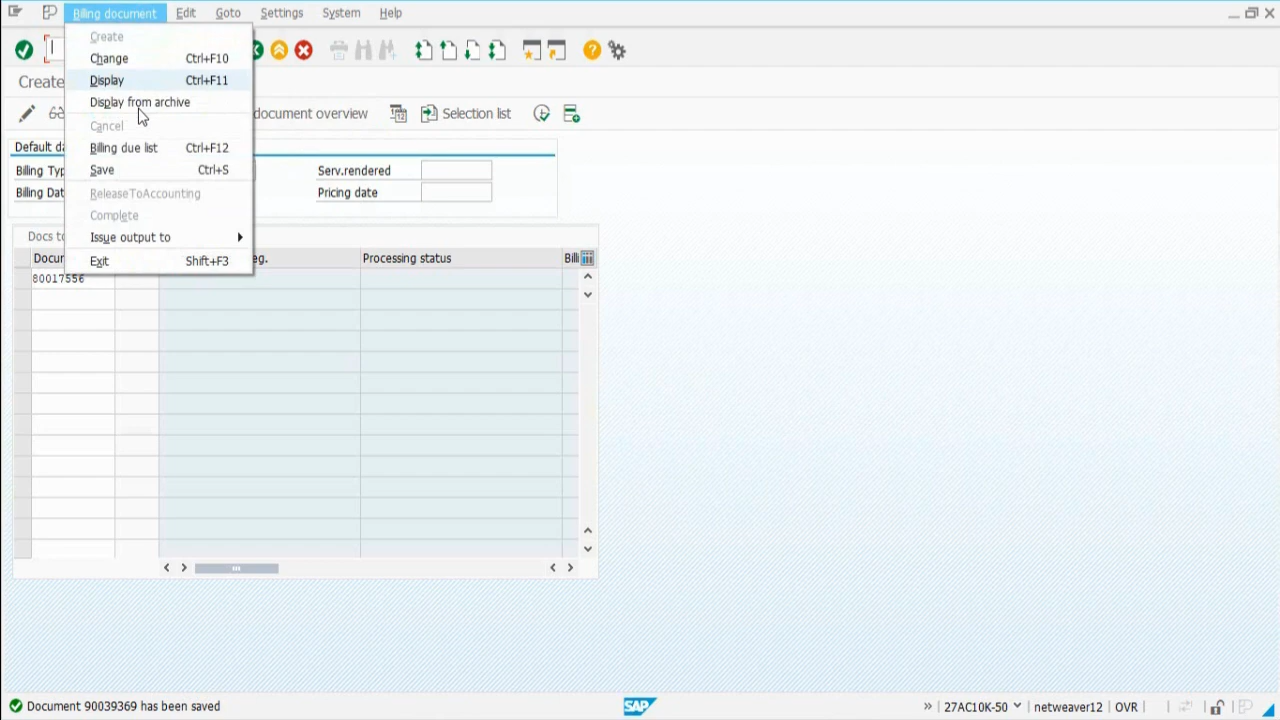 Billing document Edit Goto Settings System Help
Create
Change Ctrl+F10
Display Ctrl+F11
Display from archive
Cancel
Billing due list Ctrl+F12
Save Ctrl+S
ReleaseToAccounting
Complete
Issue output to
Exit Shift+F3
Create
document overview Selection list
Default da
Billing Typ Serv.rendered
Billing Dat Pricing date
Docs to
Docum eg. Processing status Billi
80017556
Document 90039369 has been saved
SAP
» 27AC10K-50 netweaver12 OVR